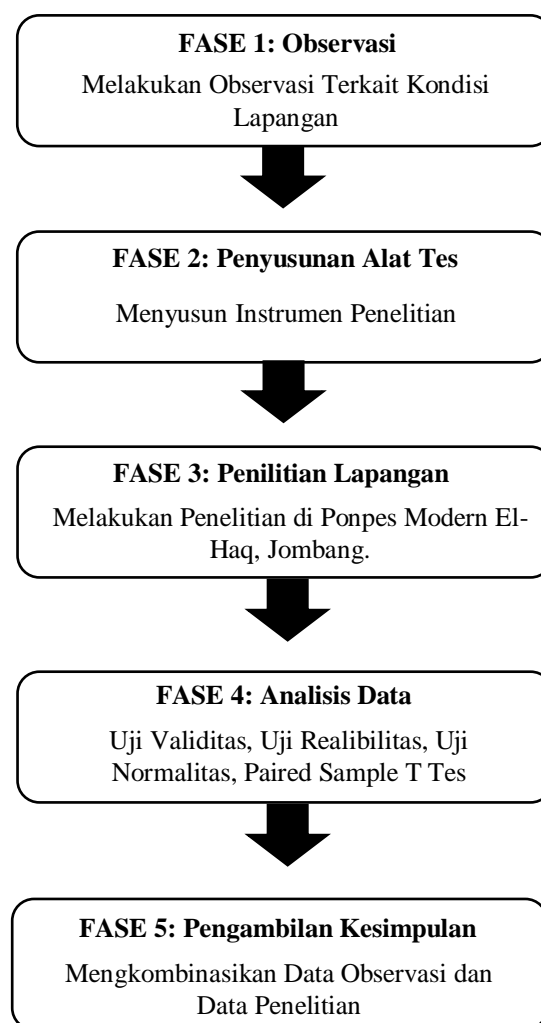 FASE 1: Observasi
Melakukan Observasi Terkait Kondisi
Lapangan
FASE 2: Penyusunan Alat Tes
Menyusun Instrumen Penelitian
FASE 3: Penilitian Lapangan
Melakukan Penelitian di Ponpes Modern El-
Haq, Jombang.
FASE 4: Analisis Data
Uji Validitas, Uji Realibilitas, Uji
Normalitas, Paired Sample T Tes
FASE 5: Pengambilan Kesimpulan
Mengkombinasikan Data Observasi dan
Data Penelitian